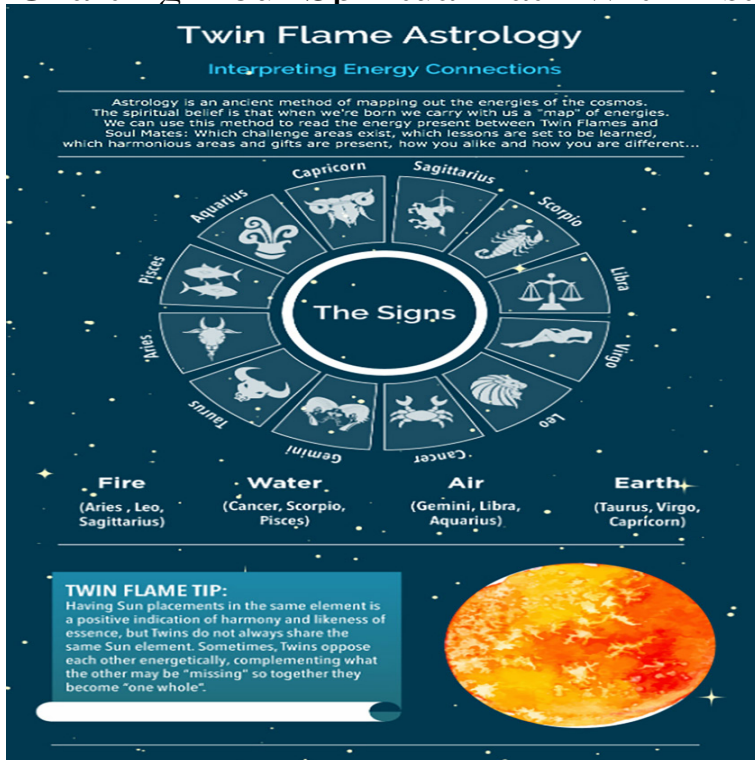 Twin Flame Astrology
Interpreting Energy Connections
Astrology is an ancient method of mapping out the energies of the cosmos.
The spiritual belief is that when we're born we carry with us a "map" of energies.
We can use this method to read the energy present between Twin Flames and
Soul Mates: Which challenge areas exist, which lessons are set to be learned,
which harmonious areas and gifts are present, how you alike and how you are different...
Capricorn
Sagittarius
Aquarius
Scorpio
Pisces
Libra
The Signs
Aries
Virgo
Taurus
Leo
Gemini
Cancer
Fire
(Aries , Leo,
Sagittarius)
Water
(Cancer, Scorpio,
Pisces)
Air
(Gemini, Libra,
Aquarius)
Earth
(Taurus, Virgo,
Capricorn)
TWIN FLAME TIP:
Having Sun placements in the same element is
a positive indication of harmony and likeness of
essence, but Twins do not always share the
same Sun element. Sometimes, Twins oppose
each other energetically, complementing what
the other may be "missing" so together they
become "one whole".